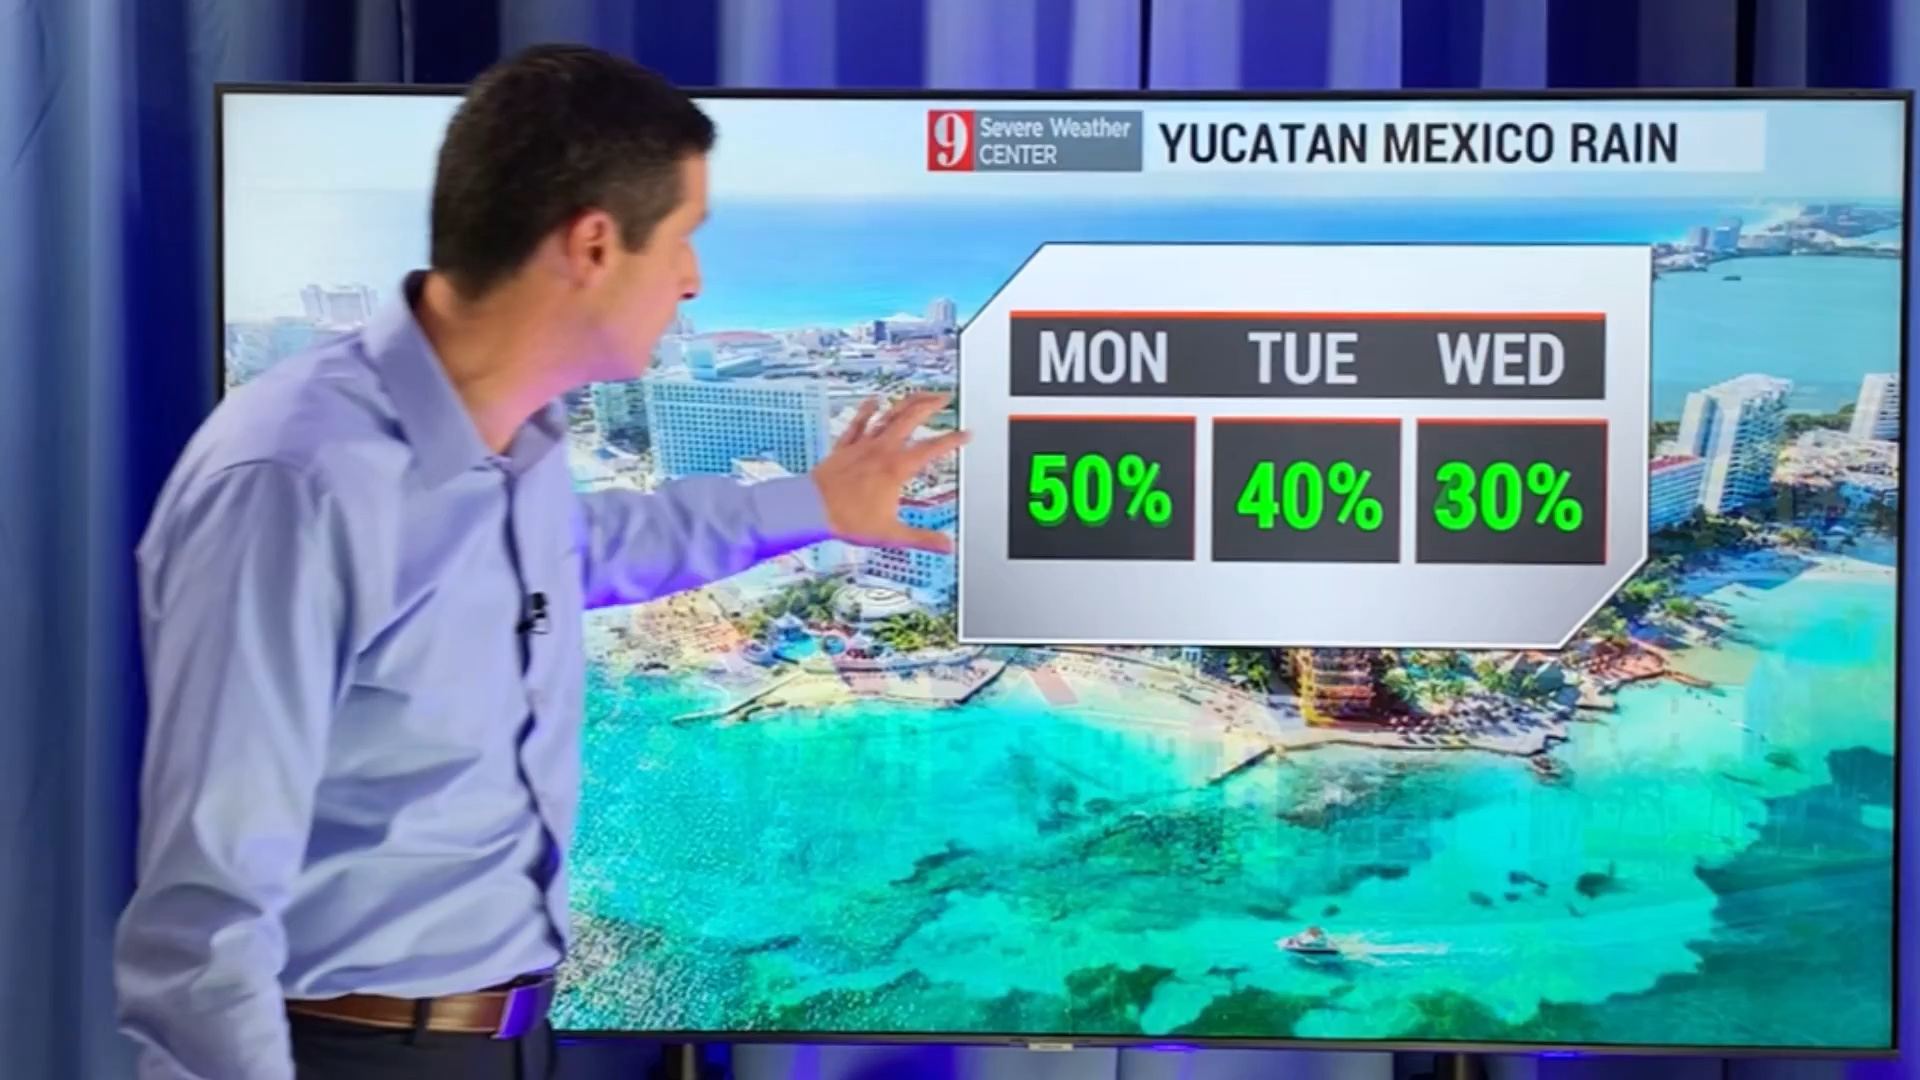 9 Severe Weather
CENTER
YUCATAN MEXICO RAIN
MON TUE WED
50% 40% 30%